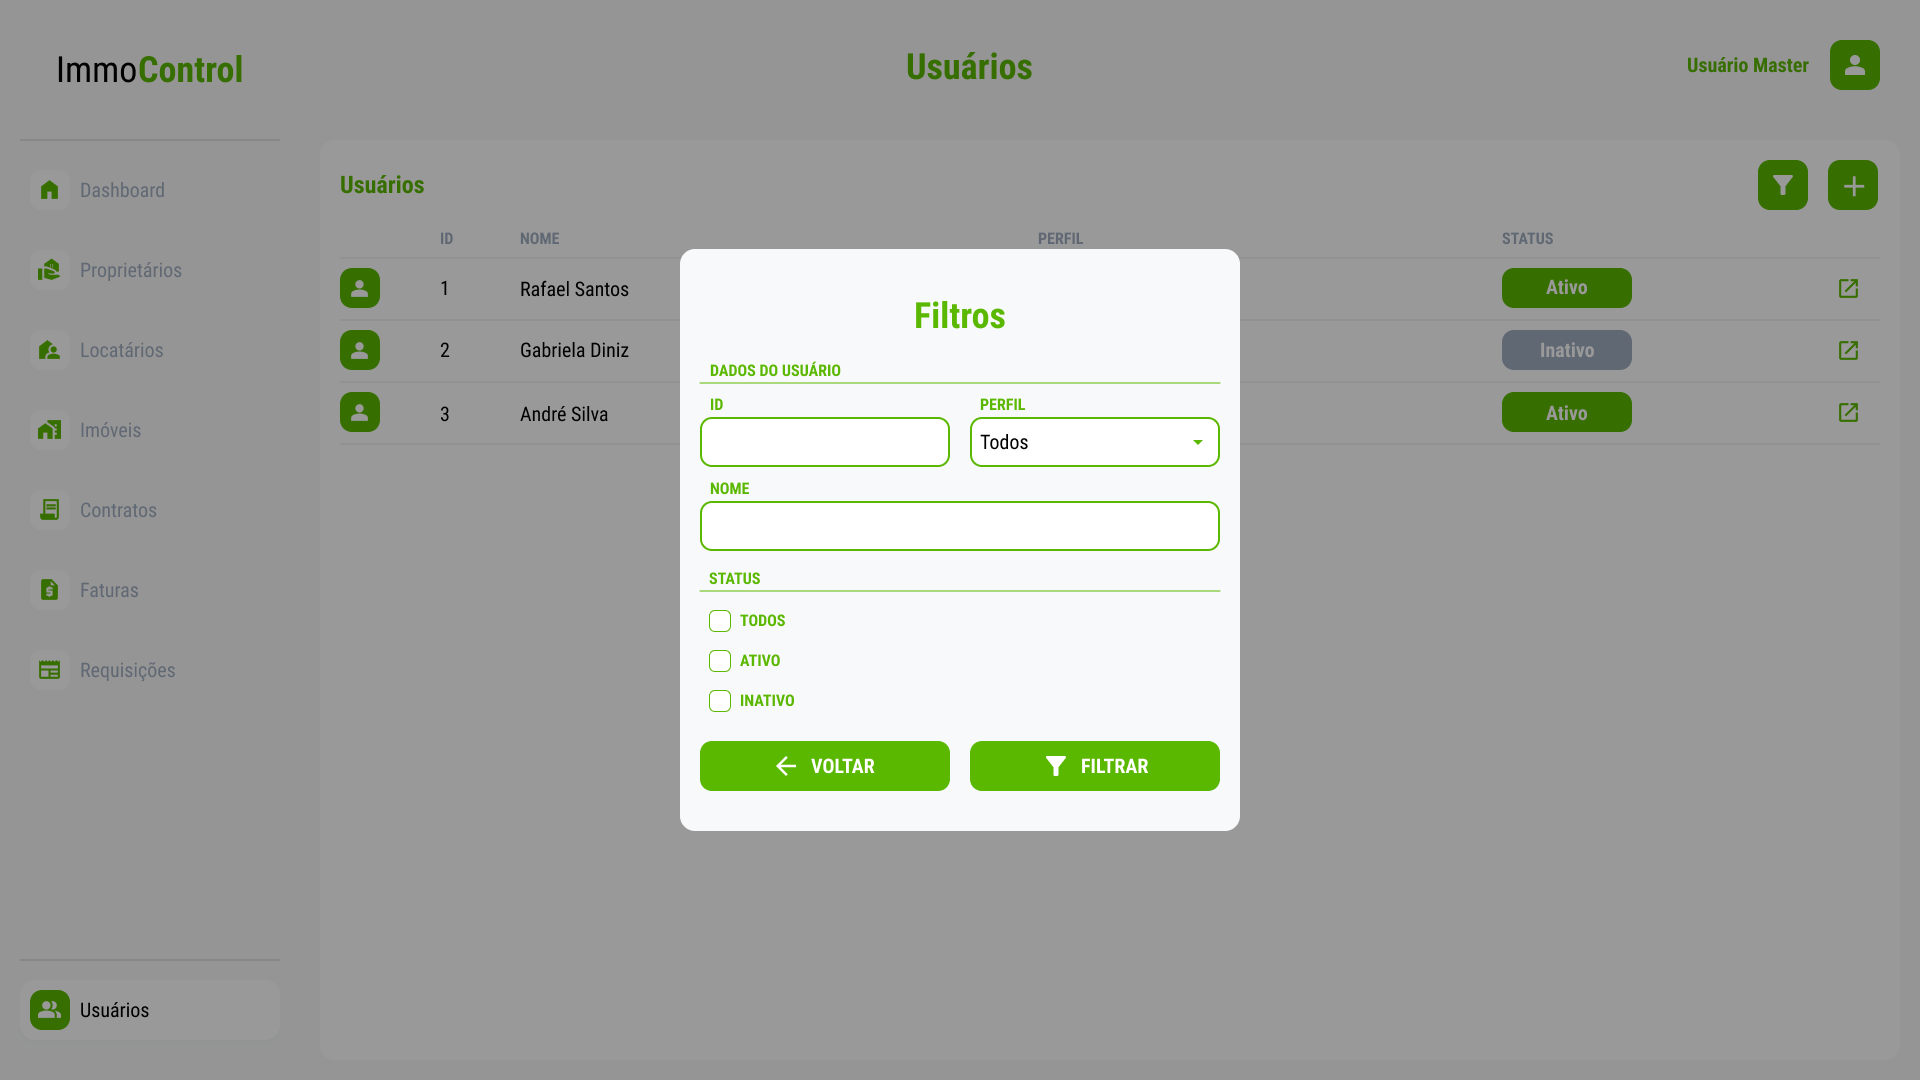 ImmoControl
Usuários
Usuário Master
Dashboard
Proprietários
Locatários
Imóveis
Contratos
Faturas
Requisições
Usuários
Usuários
ID NOME PERFIL STATUS
1 Rafael Santos Ativo
2 Gabriela Diniz Inativo
3 André Silva Ativo
Filtros
DADOS DO USUÁRIO
ID PERFIL
Todos
NOME
STATUS
TODOS
ATIVO
INATIVO
VOLTAR FILTRAR